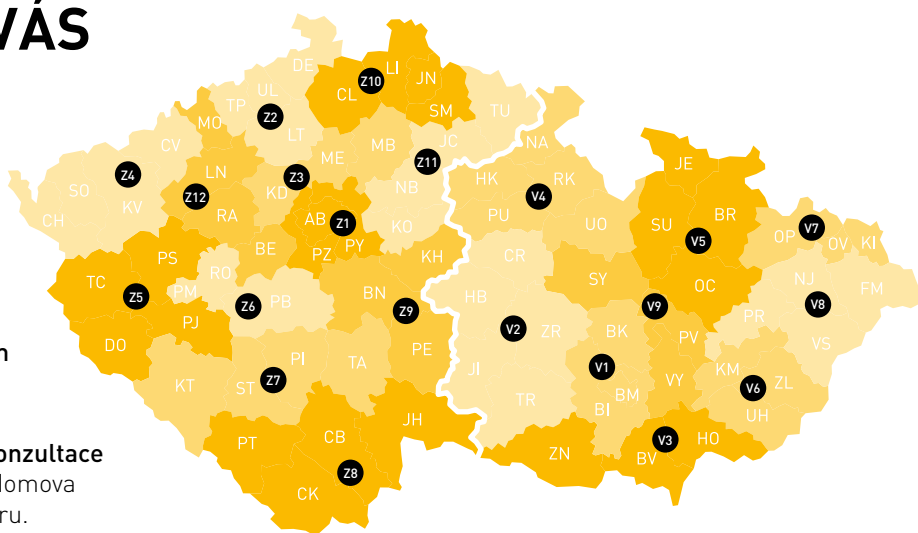 VÁS
DE
LI
Z10
JN
CL
UL
TP
SM
TU
MO
Z2
LT
JC
NA
CV
ME
MB
Z11
JE
Z4
LN
Z3
HK
RK
SO
KD
NB
V4
KV
Z12
RA
AB
Z1
PU
UO
SU
BR
CH
KO
V5
OP
V7
OV
KI
PY
PZ
BE
KH
CR
PS
RO
SY
OC
NJ
FM
TC
PM
PB
BN
HB
Z5
Z6
Z9
V9
V8
PJ
PR
V2
ZR
BK
PV
DO
PI
TA
PE
VS
n
JI
V1
KM
ZL
KT
ST
Z7
VY
V6
TR
BM
BI
UH
JH
PT
CB
V3
HO
onzultace
ZN
BV
domova
Z8
CK
ru.